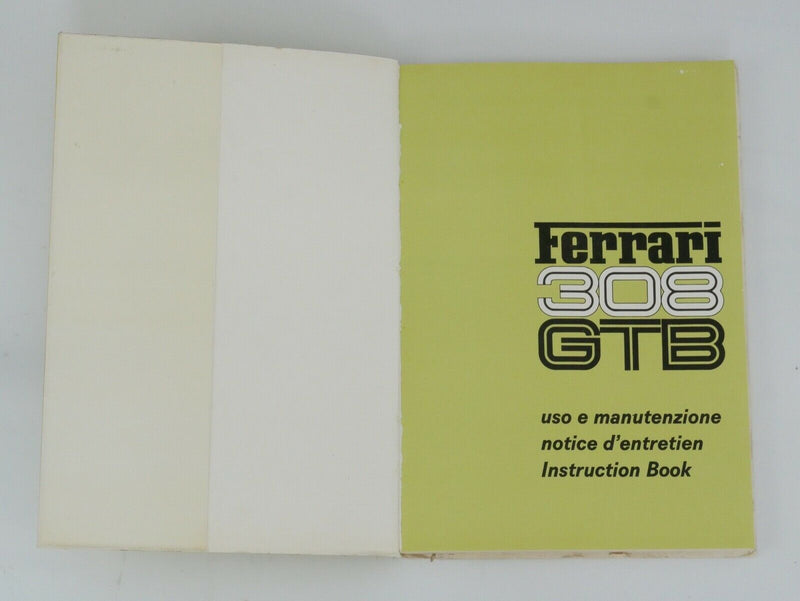 Ferrari
308
GTB
uso e manutenzione
notice d'entretien
Instruction Book